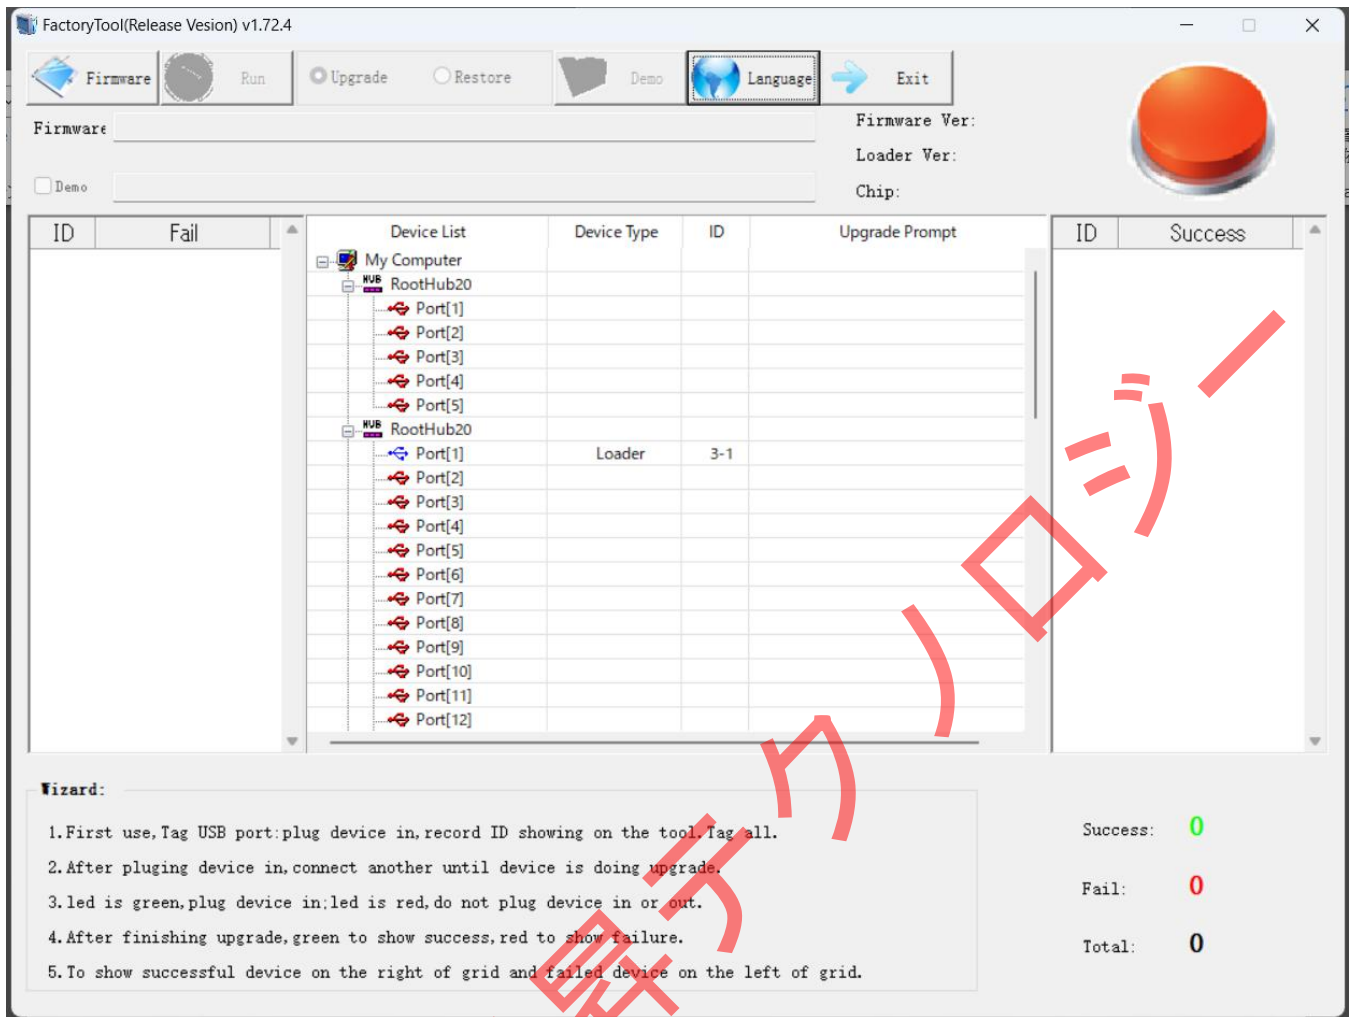 FactoryTool(Release Vesion) v1.72.4
Firmware Run Upgrade Restore Demo Language Exit
Firmware
Firmware Ver:
Loader Ver:
Demo
Chip:
ID Fail
Device List Device Type ID Upgrade Prompt
ID Success
My Computer
HUB RootHub20
Port[1]
Port[2]
Port[3]
Port[4]
Port[5]
HUB RootHub20
Port[1] Loader 3-1
Port[2]
Port[3]
Port[4]
Port[5]
Port[6]
Port[7]
Port[8]
Port[9]
Port[10]
Port[11]
Port[12]
Wizard:
1.First use,Tag USB port:plug device in,record ID showing on the tool.Tag all.
2.After pluging device in,connect another until device is doing upgrade.
3.led is green,plug device in;led is red,do not plug device in or out.
4.After finishing upgrade,green to show success,red to show failure.
5.To show successful device on the right of grid and failed device on the left of grid.
Success: 0
Fail: 0
Total: 0
テクノロジー